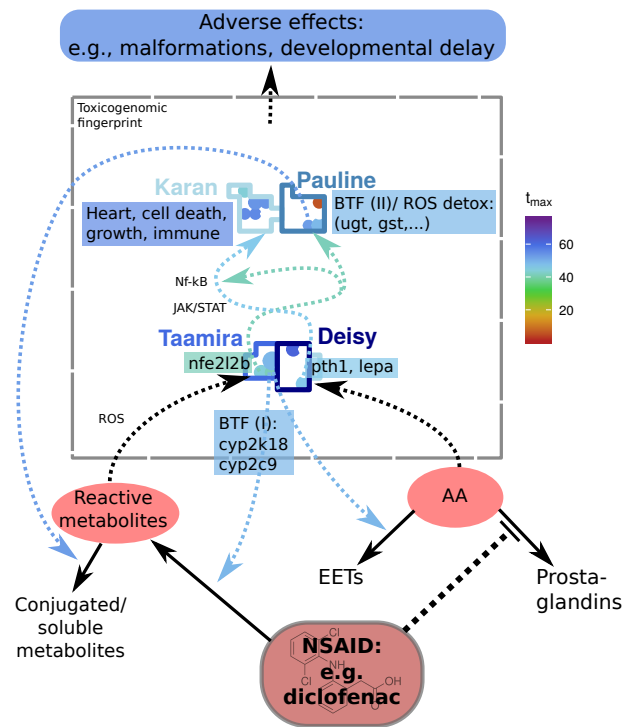 Adverse effects:
e.g., malformations, developmental delay
Toxicogenomic
fingerprint
Karan
Pauline
Heart, cell death,
growth, immune
BTF (II)/ ROS detox:
(ugt, gst,...)
t max
60
40
20
Nf-kB
JAK/STAT
Taamira
Deisy
nfe2l2b
pth1, lepa
ROS
BTF (I):
cyp2k18
cyp2c9
Reactive
metabolites
AA
EETs
Prosta-
glandins
Conjugated/
soluble
metabolites
NSAID:
e.g.
diclofenac
Cl
NH
Cl
OH
O